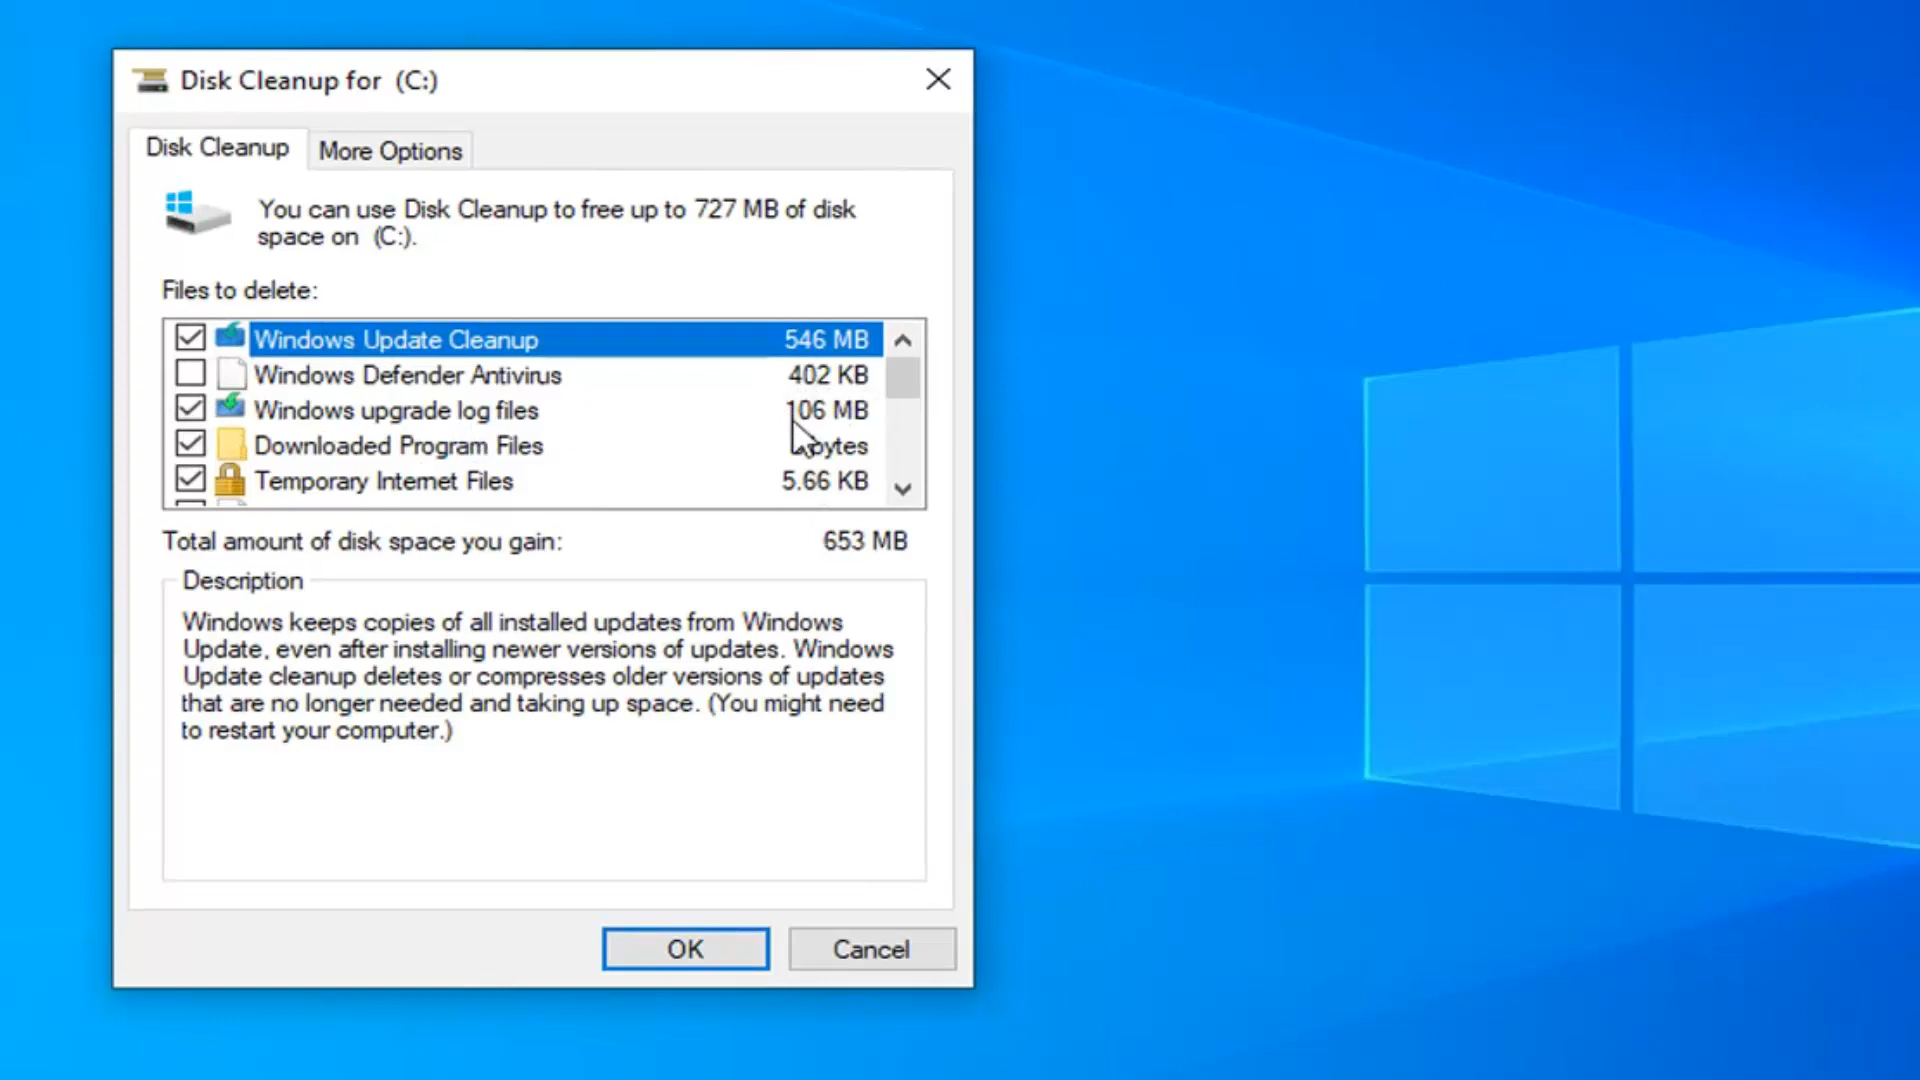 Disk Cleanup for (C:)
Disk Cleanup
More Options
You can use Disk Cleanup to free up to 727 MB of disk
space on (C:).
Files to delete:
Windows Update Cleanup 546 MB
Windows Defender Antivirus 402 KB
Windows upgrade log files 106 MB
Downloaded Program Files bytes
Temporary Internet Files 5.66 KB
Total amount of disk space you gain: 653 MB
Description
Windows keeps copies of all installed updates from Windows
Update, even after installing newer versions of updates. Windows
Update cleanup deletes or compresses older versions of updates
that are no longer needed and taking up space. (You might need
to restart your computer.)
OK
Cancel